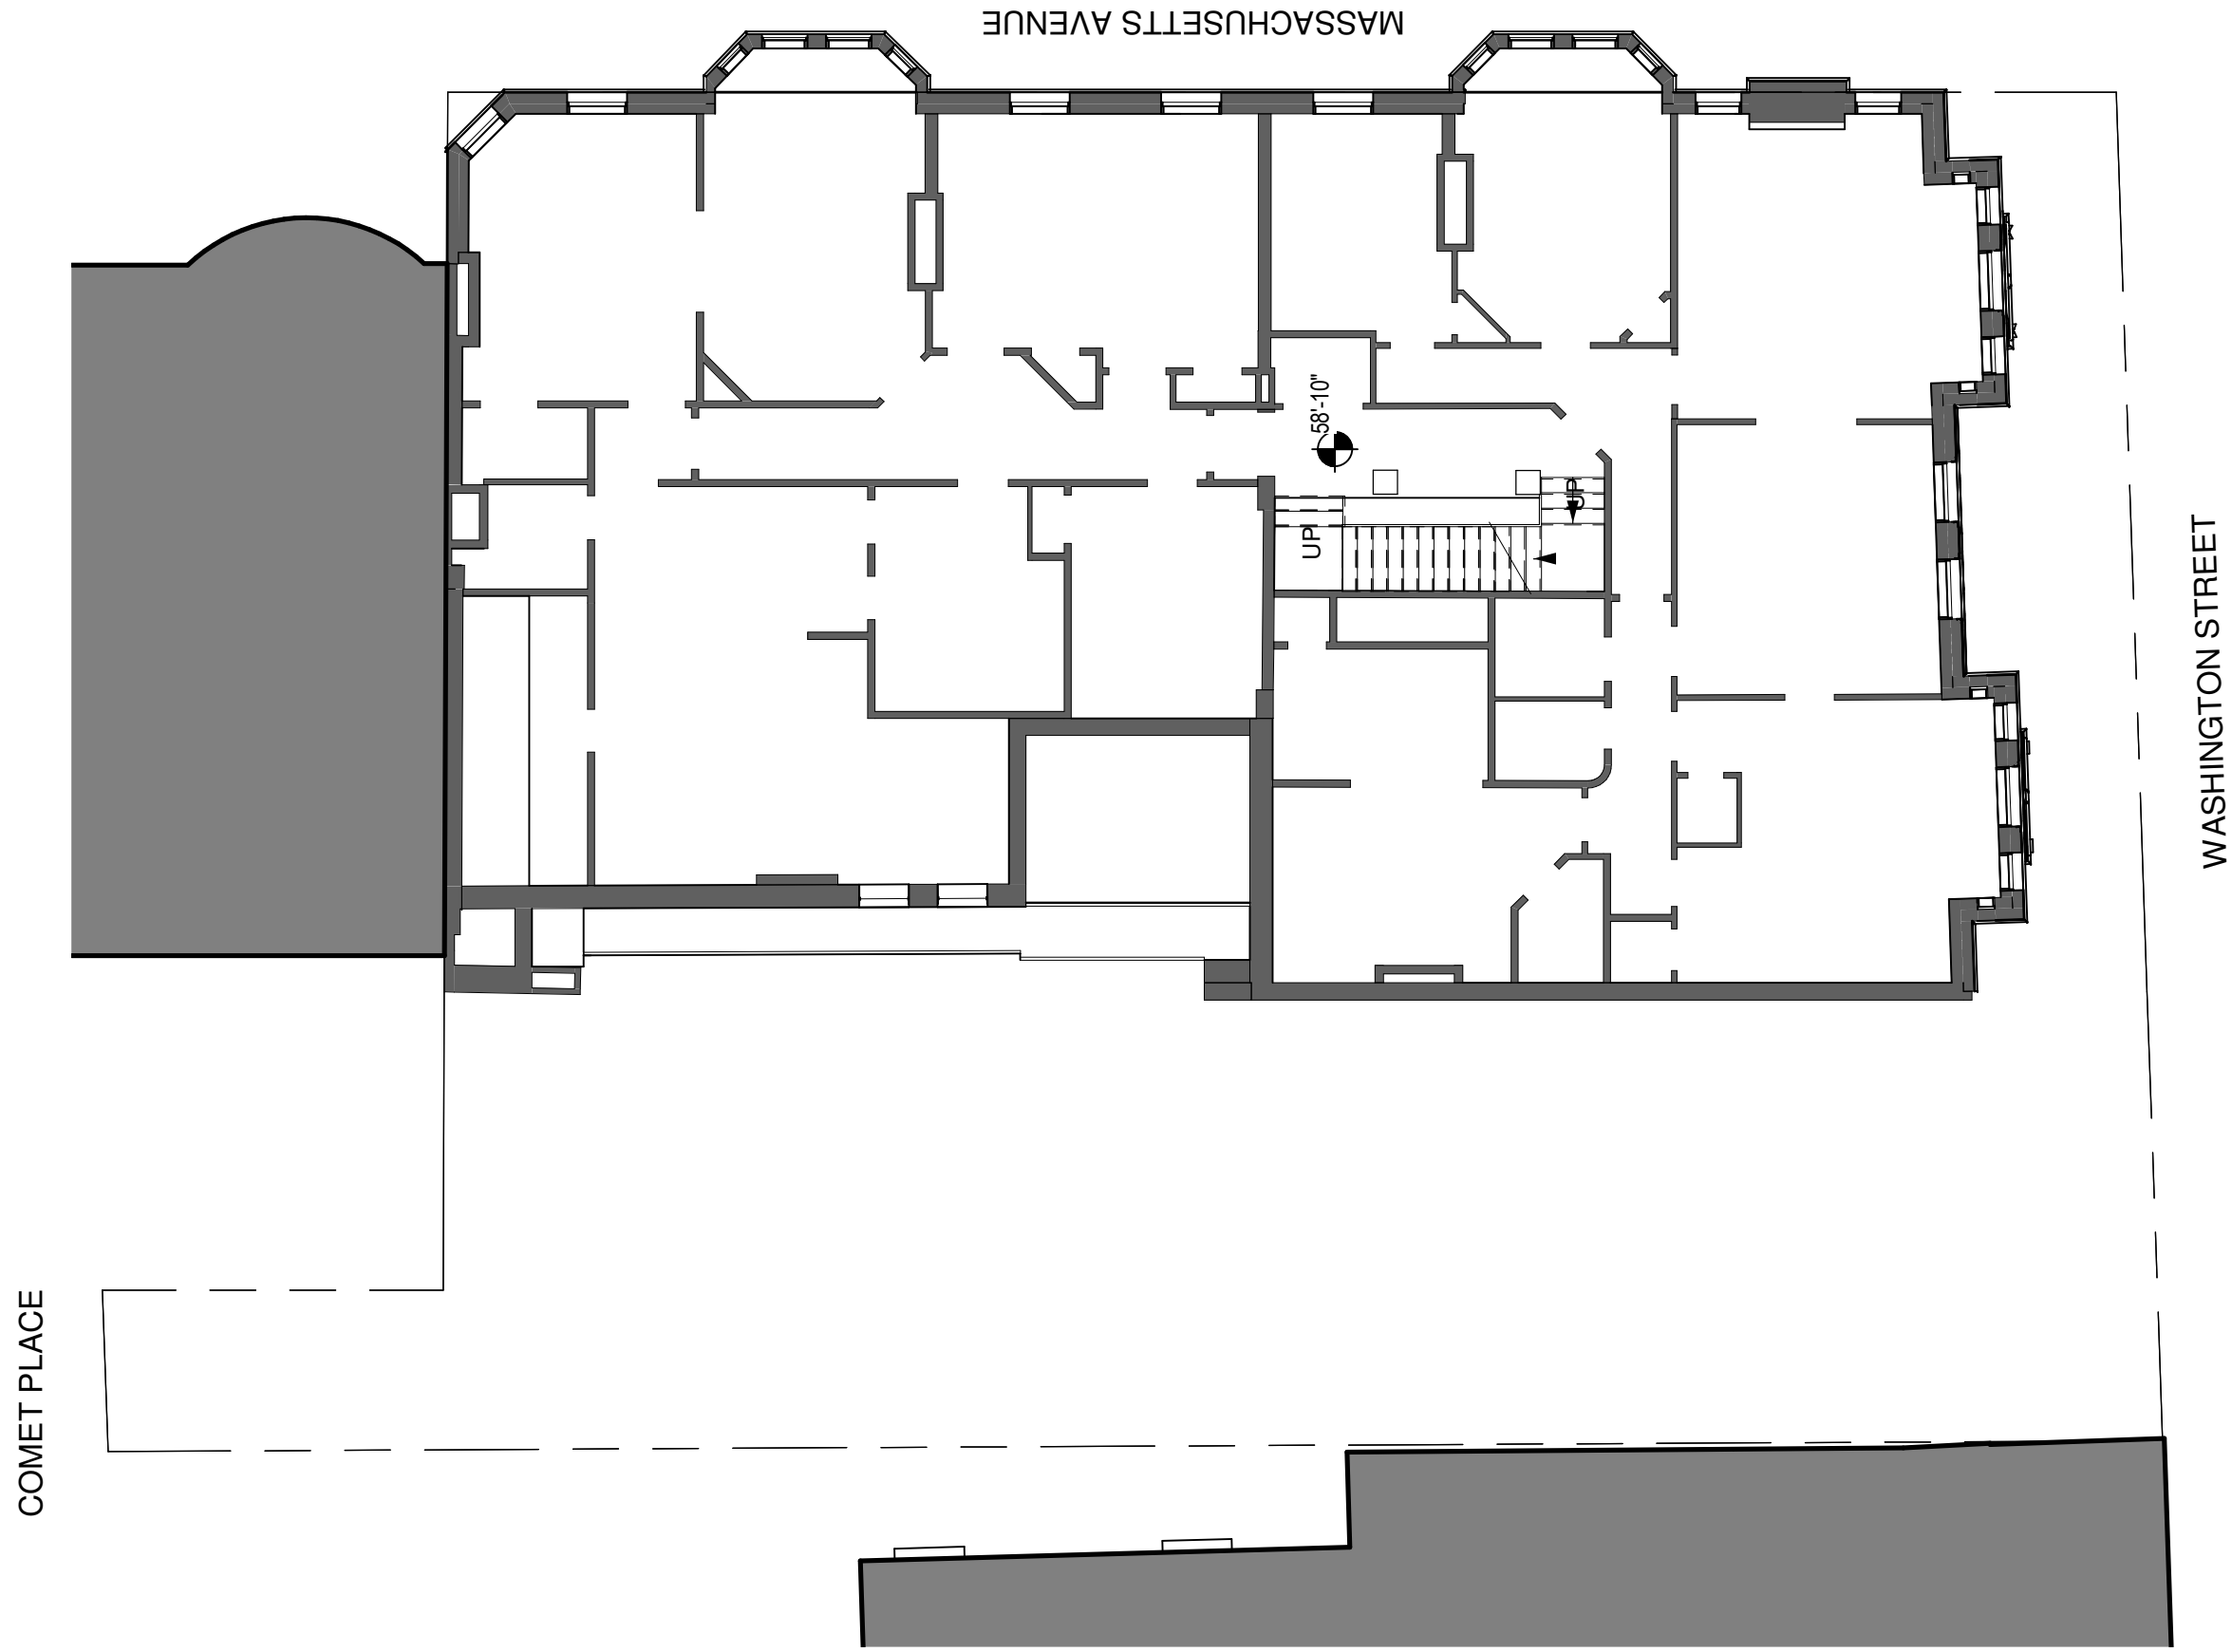 MASSACHUSETTS AVENUE
58'-10"
UP
UP
WASHINGTON STREET
COMET PLACE